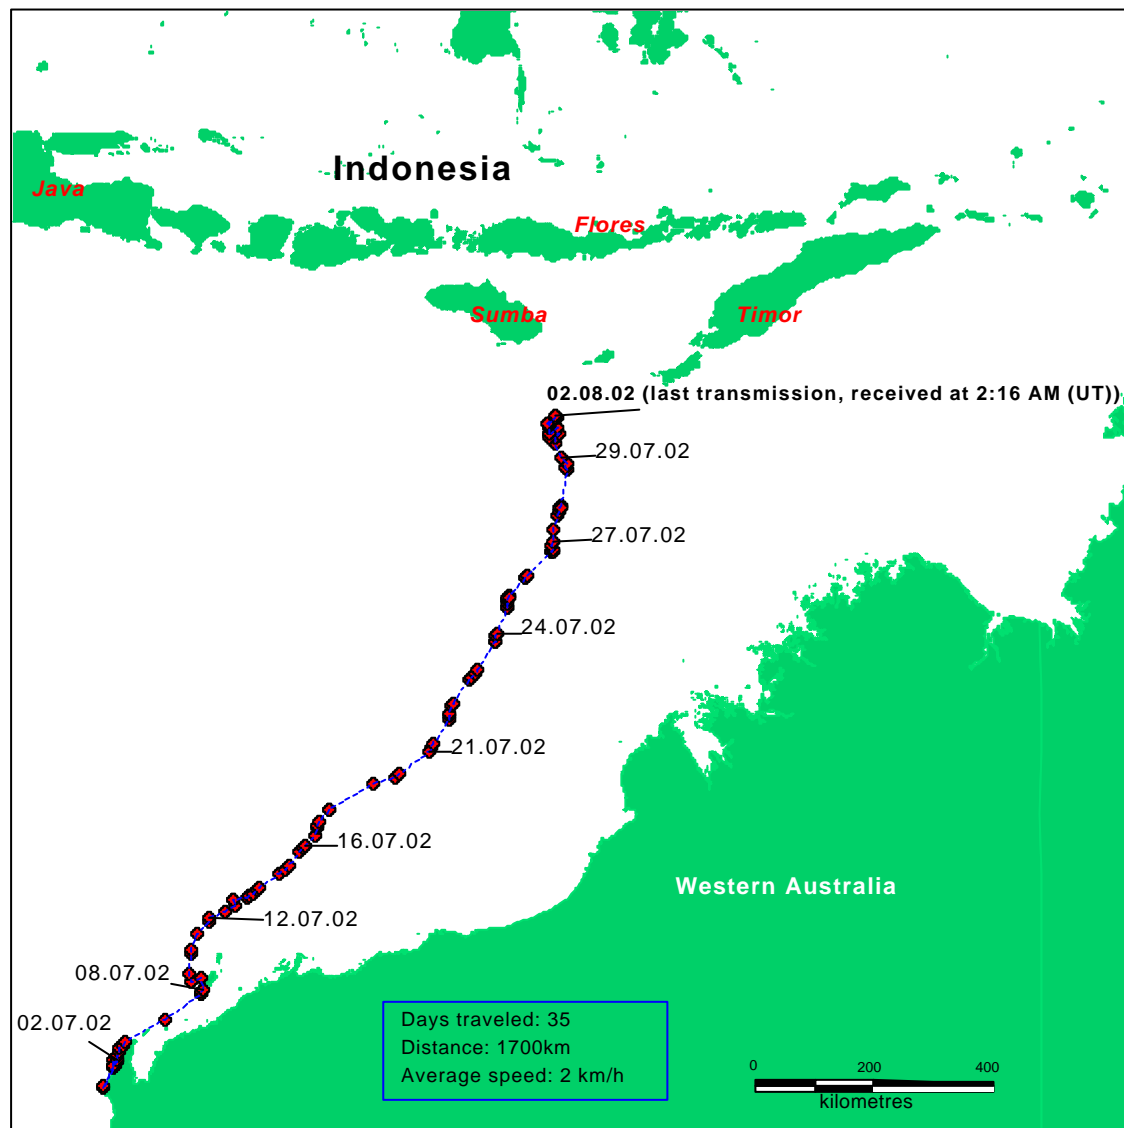 Indonesia
Java
Flores
Sumba
Timor
02.08.02 (last transmission, received at 2:16 AM (UT))
29.07.02
27.07.02
24.07.02
21.07.02
16.07.02
Western Australia
12.07.02
08.07.02
02.07.02
Days traveled: 35
Distance: 1700km
Average speed: 2 km/h
0 200 400
kilometres